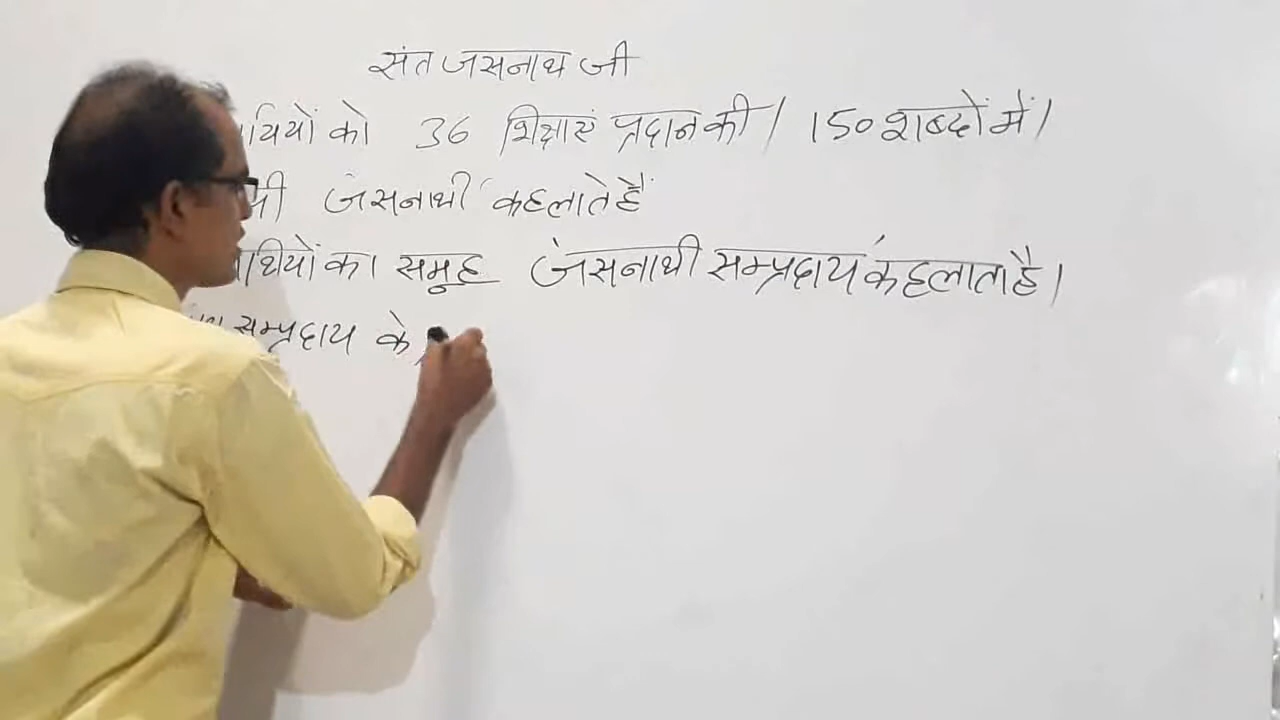 संत जसनाथ जी
को 36 शिक्षाएं प्रदान की / 150 शब्दों में /
जसनाथी कहलाते हैं
का समूह जसनाथी सम्प्रदाय कहलाता है।
सम्प्रदाय के